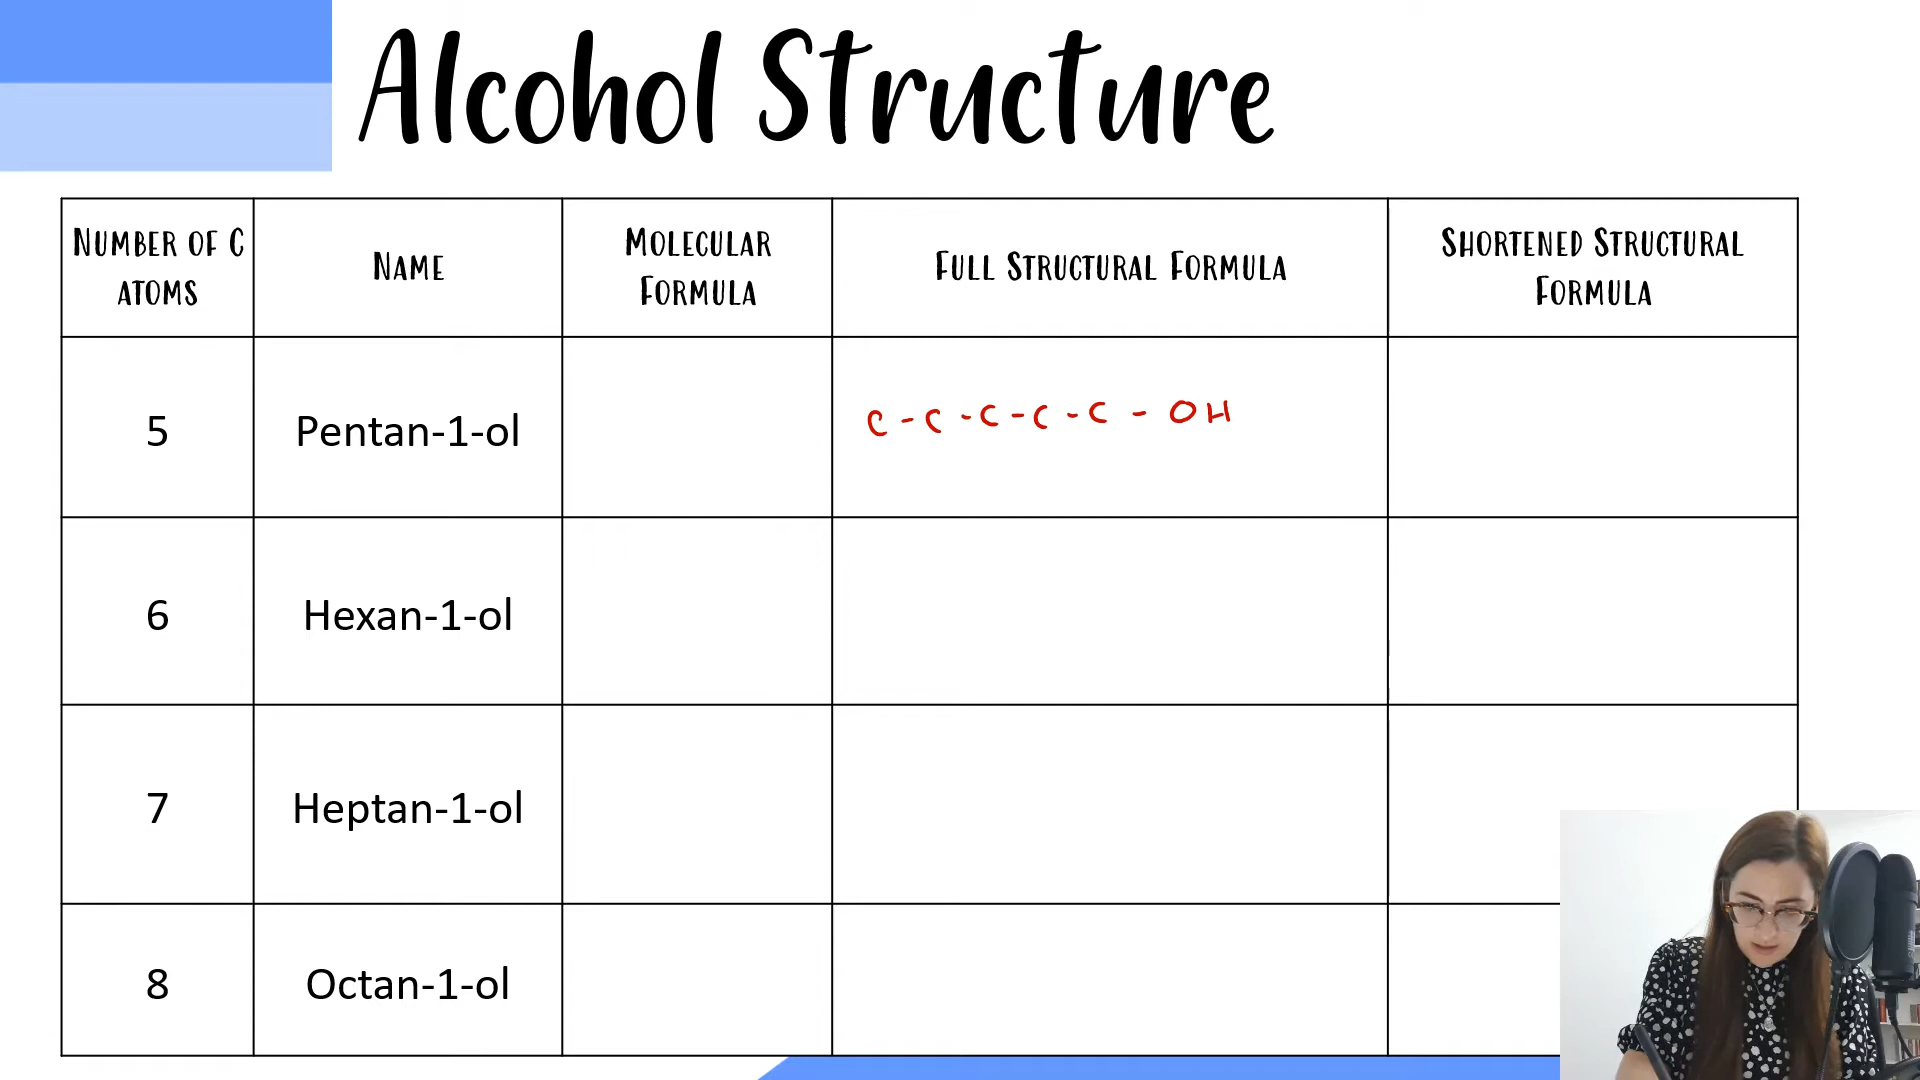 Alcohol Structure
NUMBER OF C
ATOMS
NAME
MOLECULAR
FORMULA
FULL STRUCTURAL FORMULA
SHORTENED STRUCTURAL
FORMULA
5
Pentan-1-ol
C - C - C - C - C - OH
6
Hexan-1-ol
7
Heptan-1-ol
8
Octan-1-ol